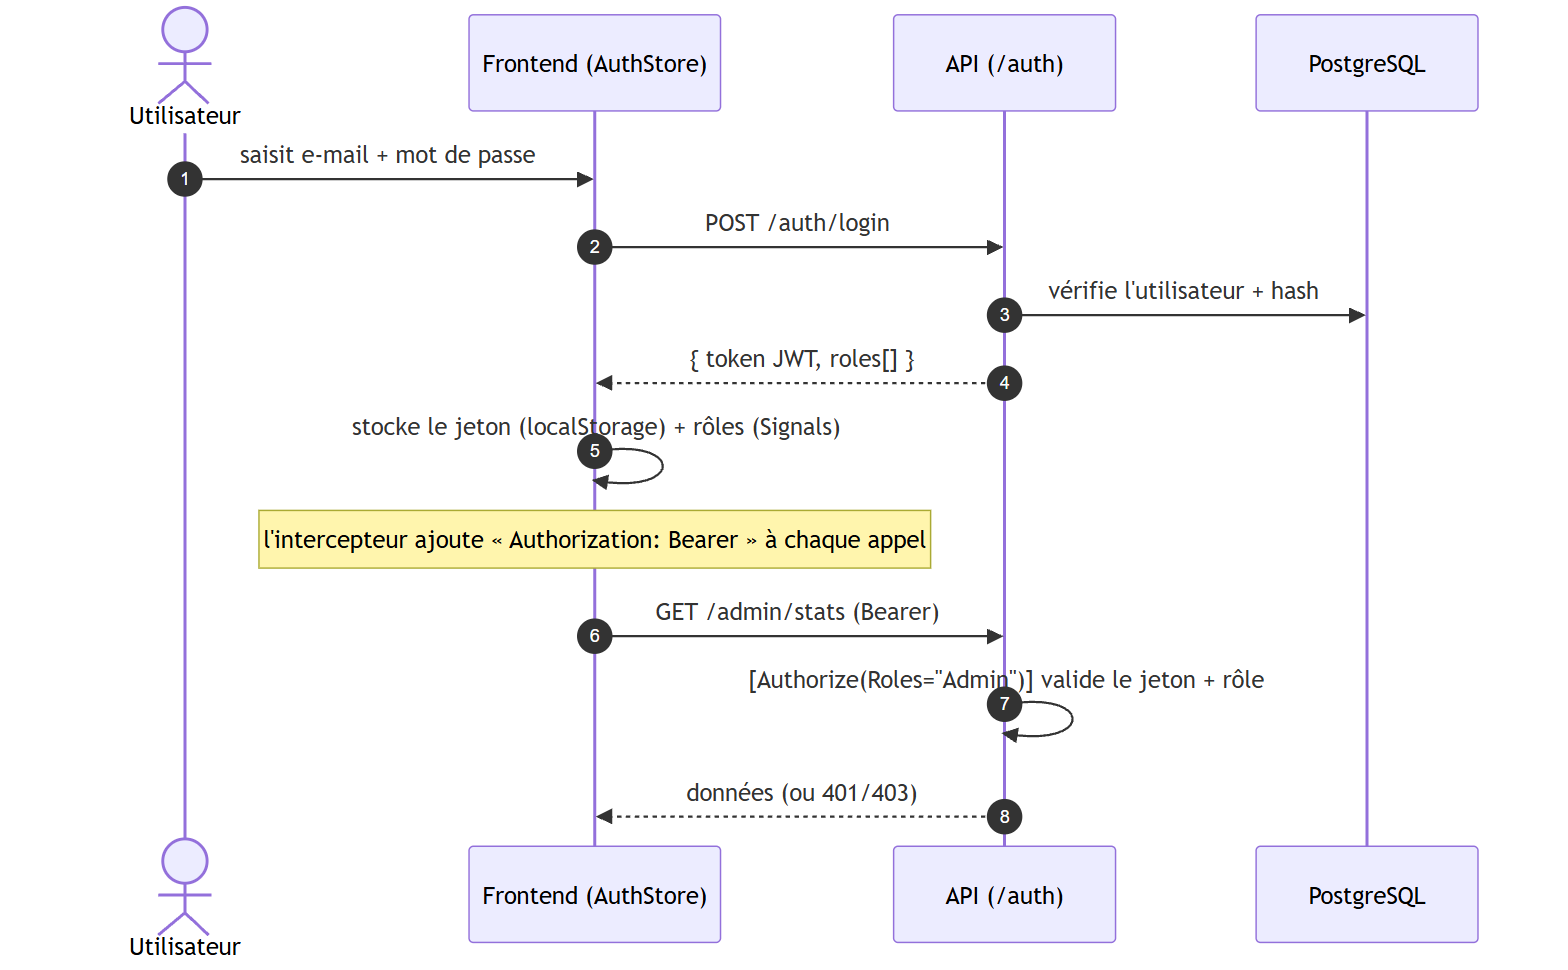 Utilisateur
Frontend (AuthStore)
API (/auth)
PostgreSQL
saisit e-mail + mot de passe
1
POST /auth/login
2
vérifie l'utilisateur + hash
3
{ token JWT, roles[] }
4
stocke le jeton (localStorage) + rôles (Signals)
5
l'intercepteur ajoute « Authorization: Bearer » à chaque appel
GET /admin/stats (Bearer)
6
[Authorize(Roles="Admin")] valide le jeton + rôle
7
données (ou 401/403)
8
Utilisateur
Frontend (AuthStore)
API (/auth)
PostgreSQL